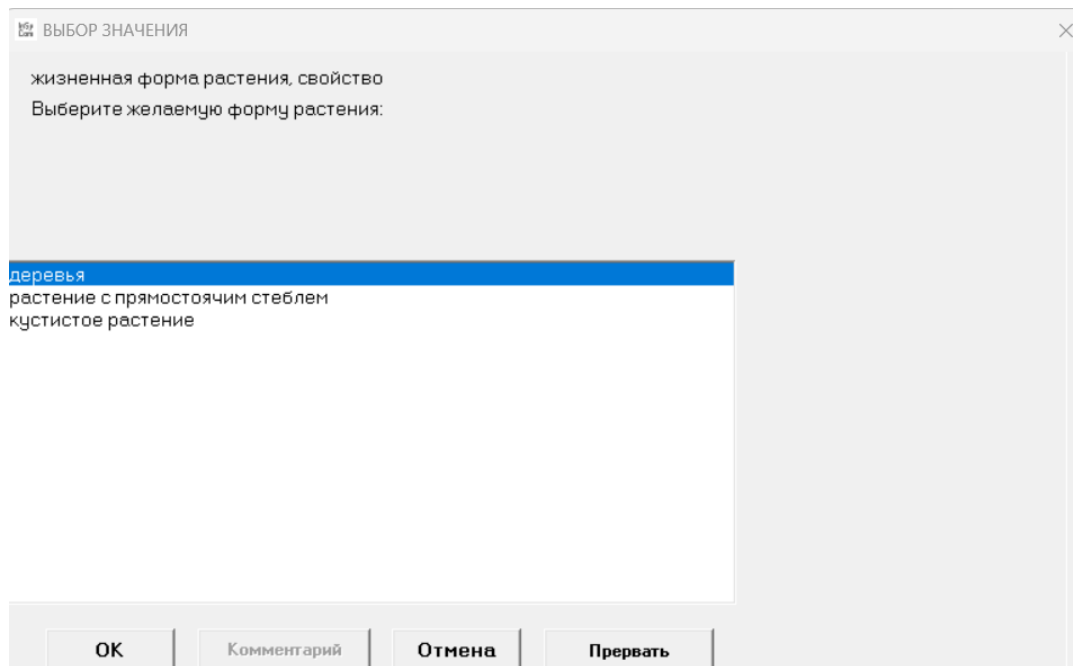 ВЫБОР ЗНАЧЕНИЯ
жизненная форма растения, свойство
Выберите желаемую форму растения:
деревья
растение с прямостоячим стеблем
кустистое растение
OK Комментарий Отмена Прервать